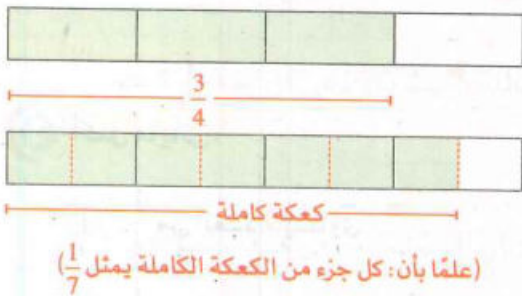 3/4
كعكة كاملة
(علمًا بأن: كل جزء من الكعكة الكاملة يمثل 1/7)